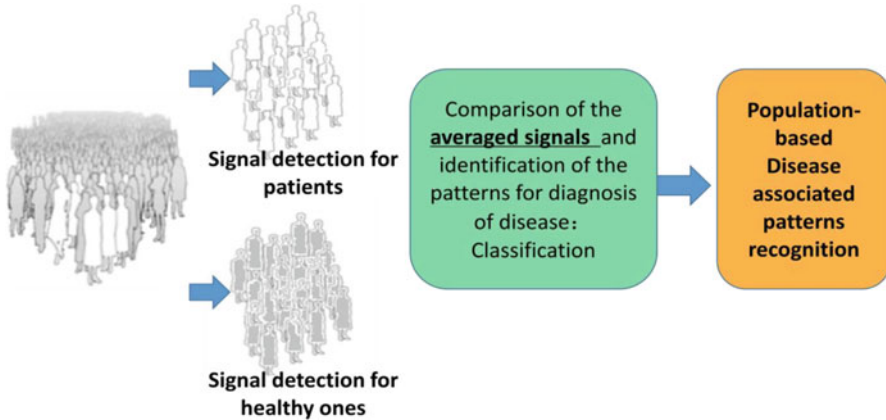 Signal detection for
patients
Signal detection for
healthy ones
Comparison of the
averaged signals and
identification of the
patterns for diagnosis
of disease：
Classification
Population-
based
Disease
associated
patterns
recognition